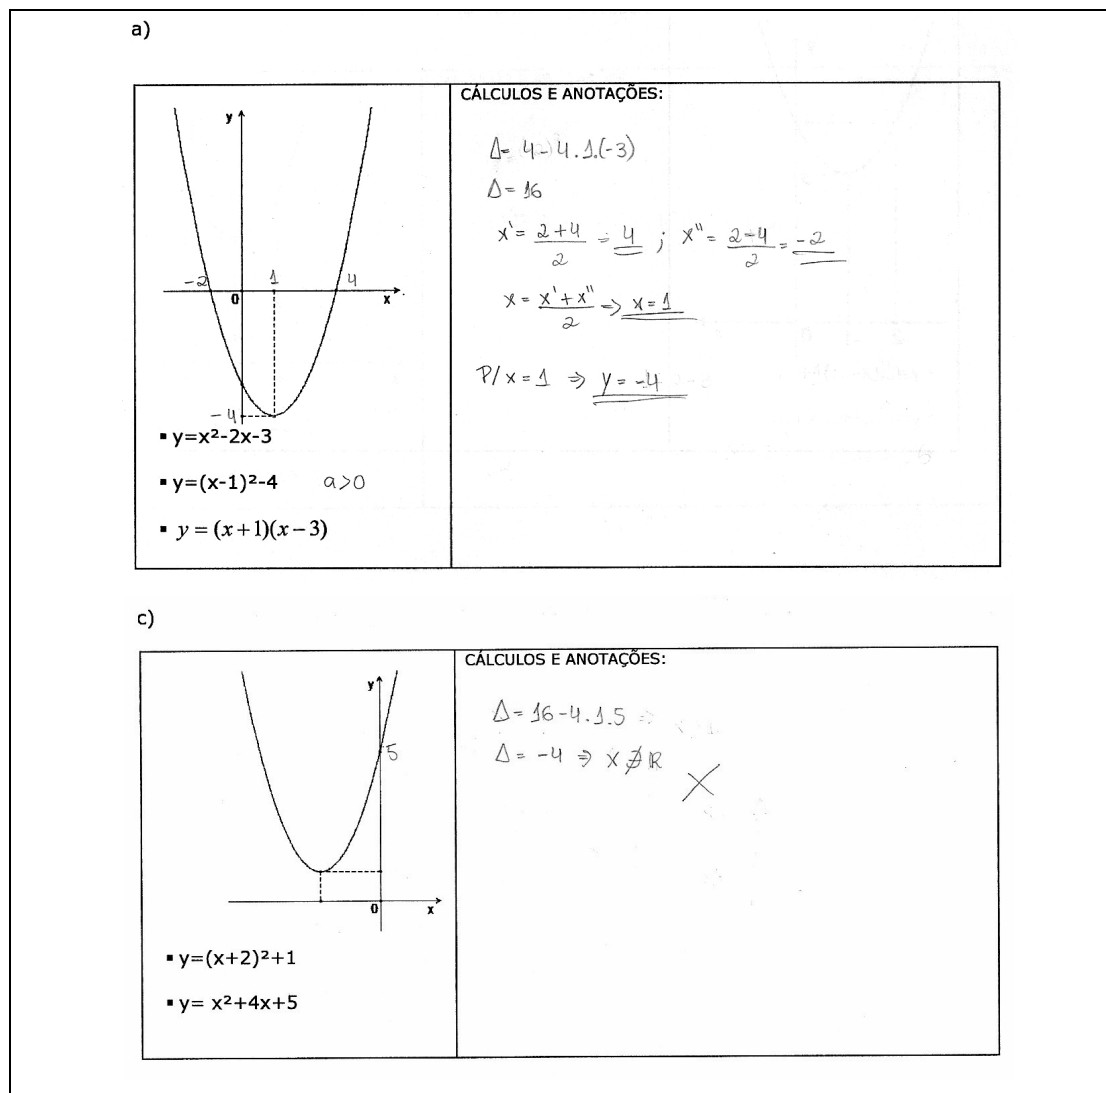 a)
CÁLCULOS E ANOTAÇÕES:
y
-2
1
4
0
x
-4
▪ y=x²-2x-3
▪ y=(x-1)²-4 a>0
▪ y = (x+1)(x-3)
Δ= 4-4.1.(-3)
Δ= 16
x'= 2+4/2 = 4 ; x''= 2-4/2 = -2
x = x'+x''/2 => x=1
P/x=1 => y=-4
c)
CÁLCULOS E ANOTAÇÕES:
y
5
0
x
▪ y=(x+2)²+1
▪ y= x²+4x+5
Δ= 16-4.1.5 =>
Δ= -4 => x ∌ R
X